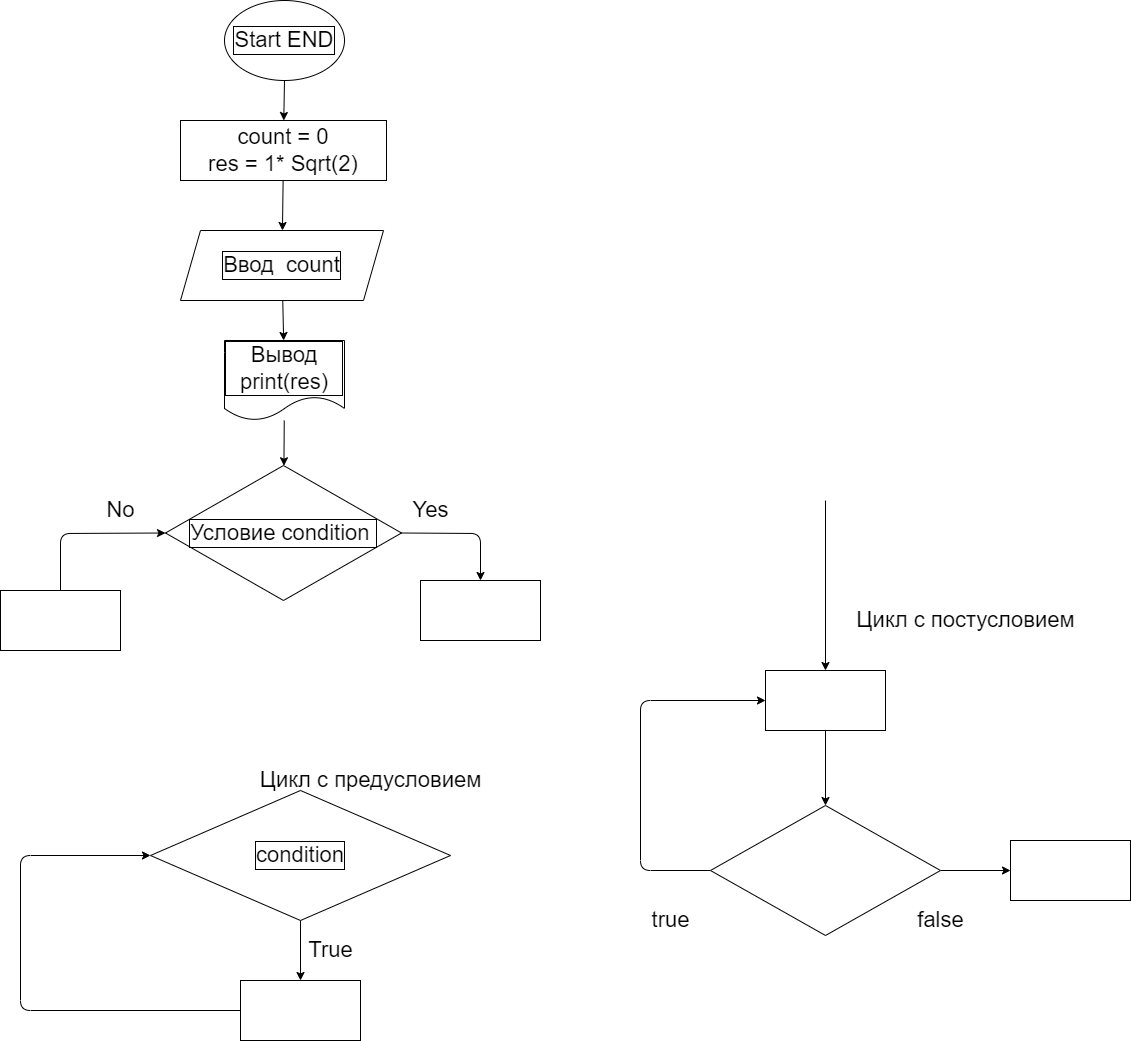 Start END
count = 0
res = 1* Sqrt(2)
Ввод  count
Вывод
print(res)
No
Yes
Условие condition
Цикл с постусловием
Цикл с предусловием
condition
true
false
True